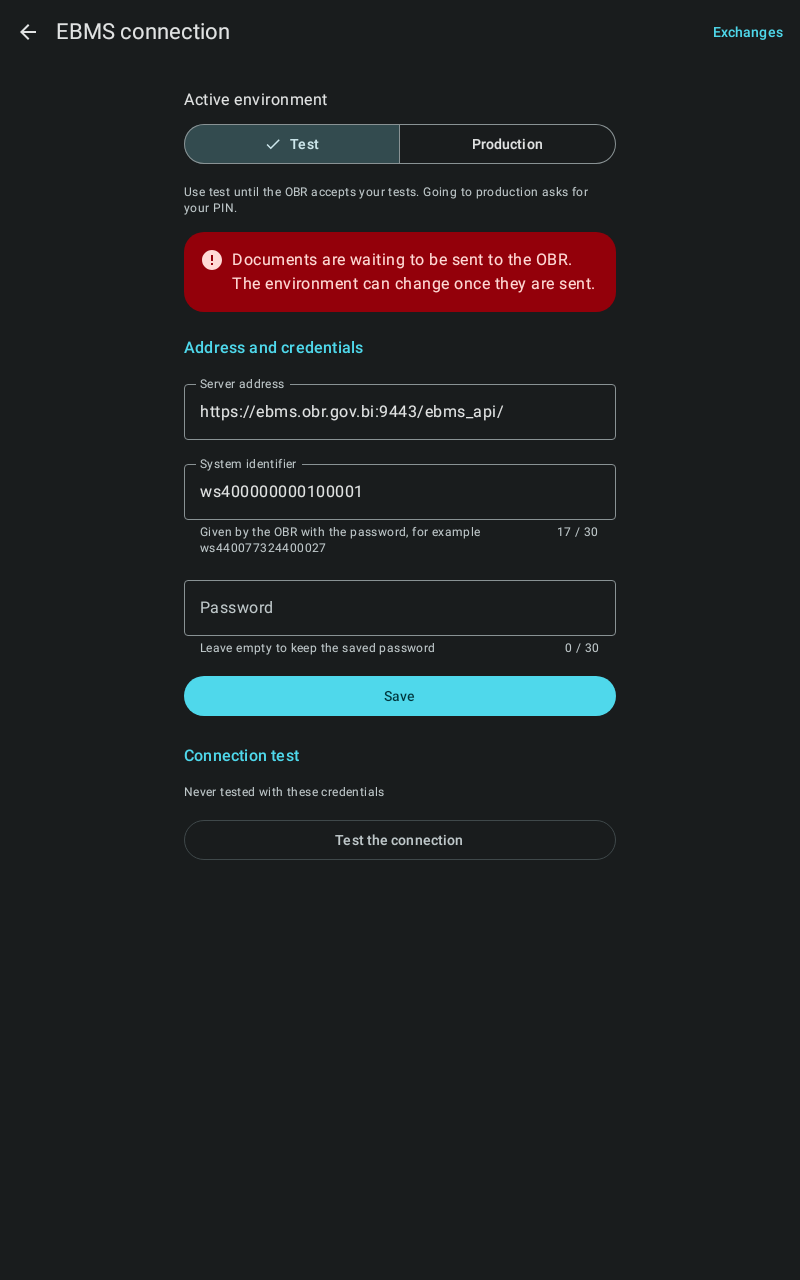 EBMS connection
Exchanges
Active environment
Test
Production
Use test until the OBR accepts your tests. Going to production asks for
your PIN.
Documents are waiting to be sent to the OBR.
The environment can change once they are sent.
Address and credentials
Server address
https://ebms.obr.gov.bi:9443/ebms_api/
System identifier
ws400000000100001
Given by the OBR with the password, for example
ws440077324400027
17 / 30
Password
Leave empty to keep the saved password
0 / 30
Save
Connection test
Never tested with these credentials
Test the connection